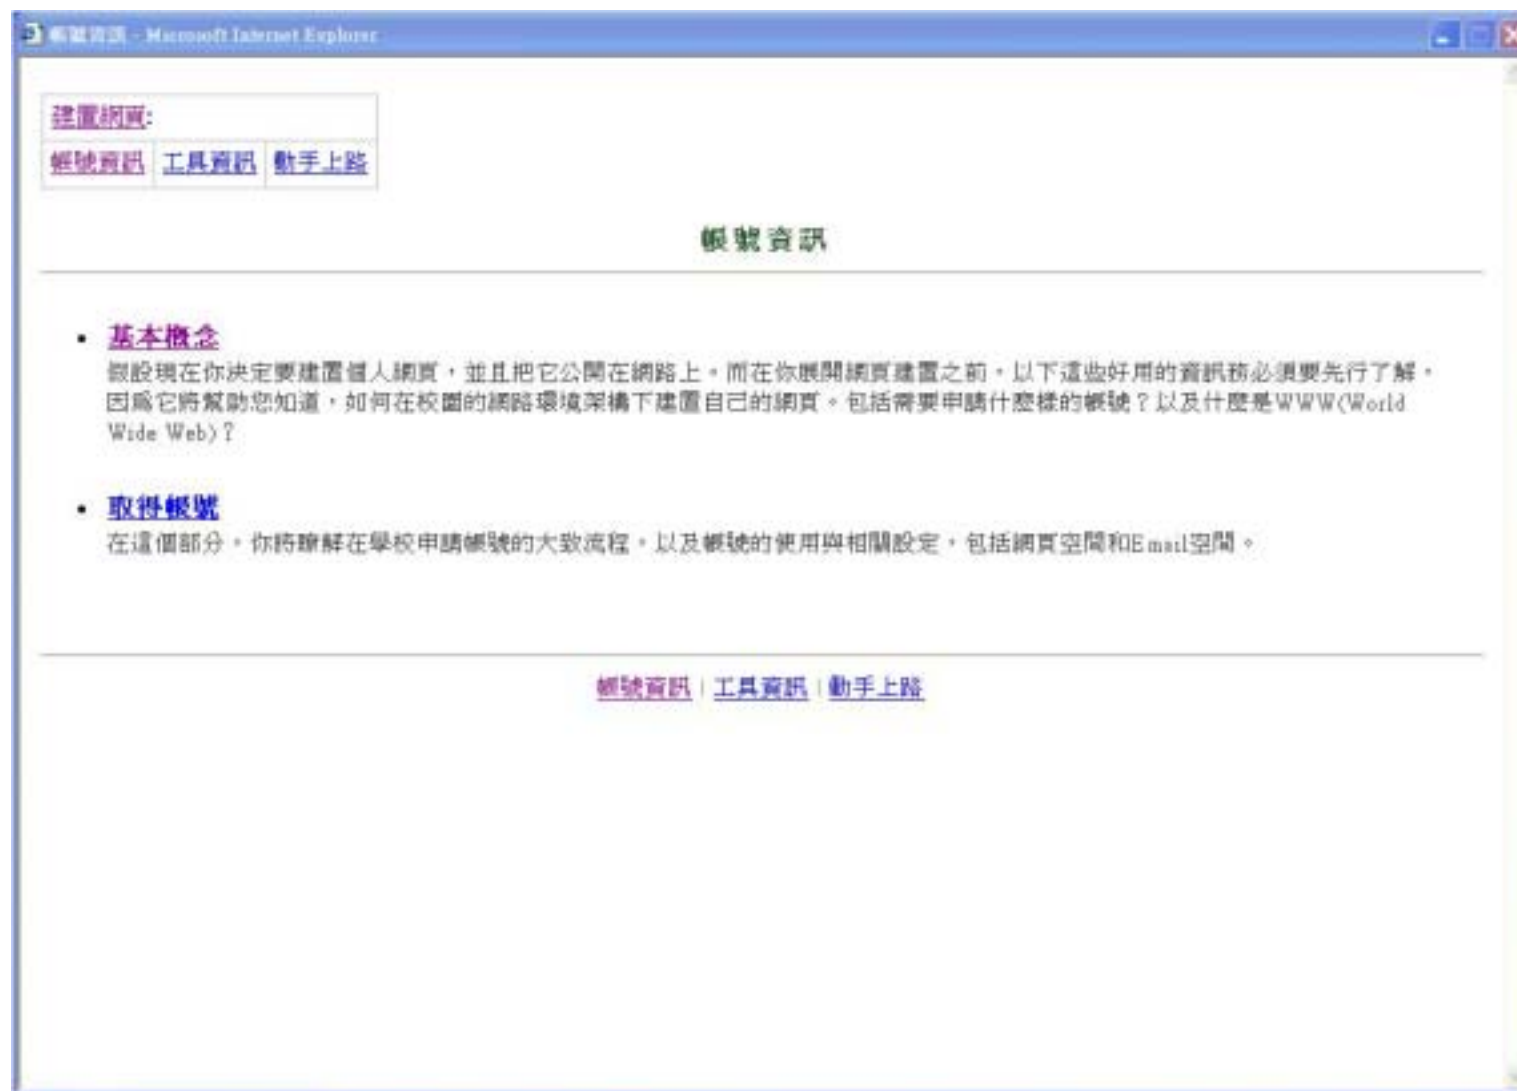 帳號資訊 - Microsoft Internet Explorer
建置網頁:
帳號資訊 工具資訊 動手上路
帳號資訊
• 基本概念
假設現在你決定要建置個人網頁，並且把它公開在網路上。而在你展開網頁建置之前，以下這些好用的資訊務必須要先行了解，
因為它將幫助您知道，如何在校園的網路環境架構下建置自己的網頁。包括需要申請什麼樣的帳號？以及什麼是WWW(World
Wide Web)？
• 取得帳號
在這個部分，你將瞭解在學校申請帳號的大致流程，以及帳號的使用與相關設定，包括網頁空間和Email空間。
帳號資訊 | 工具資訊 | 動手上路